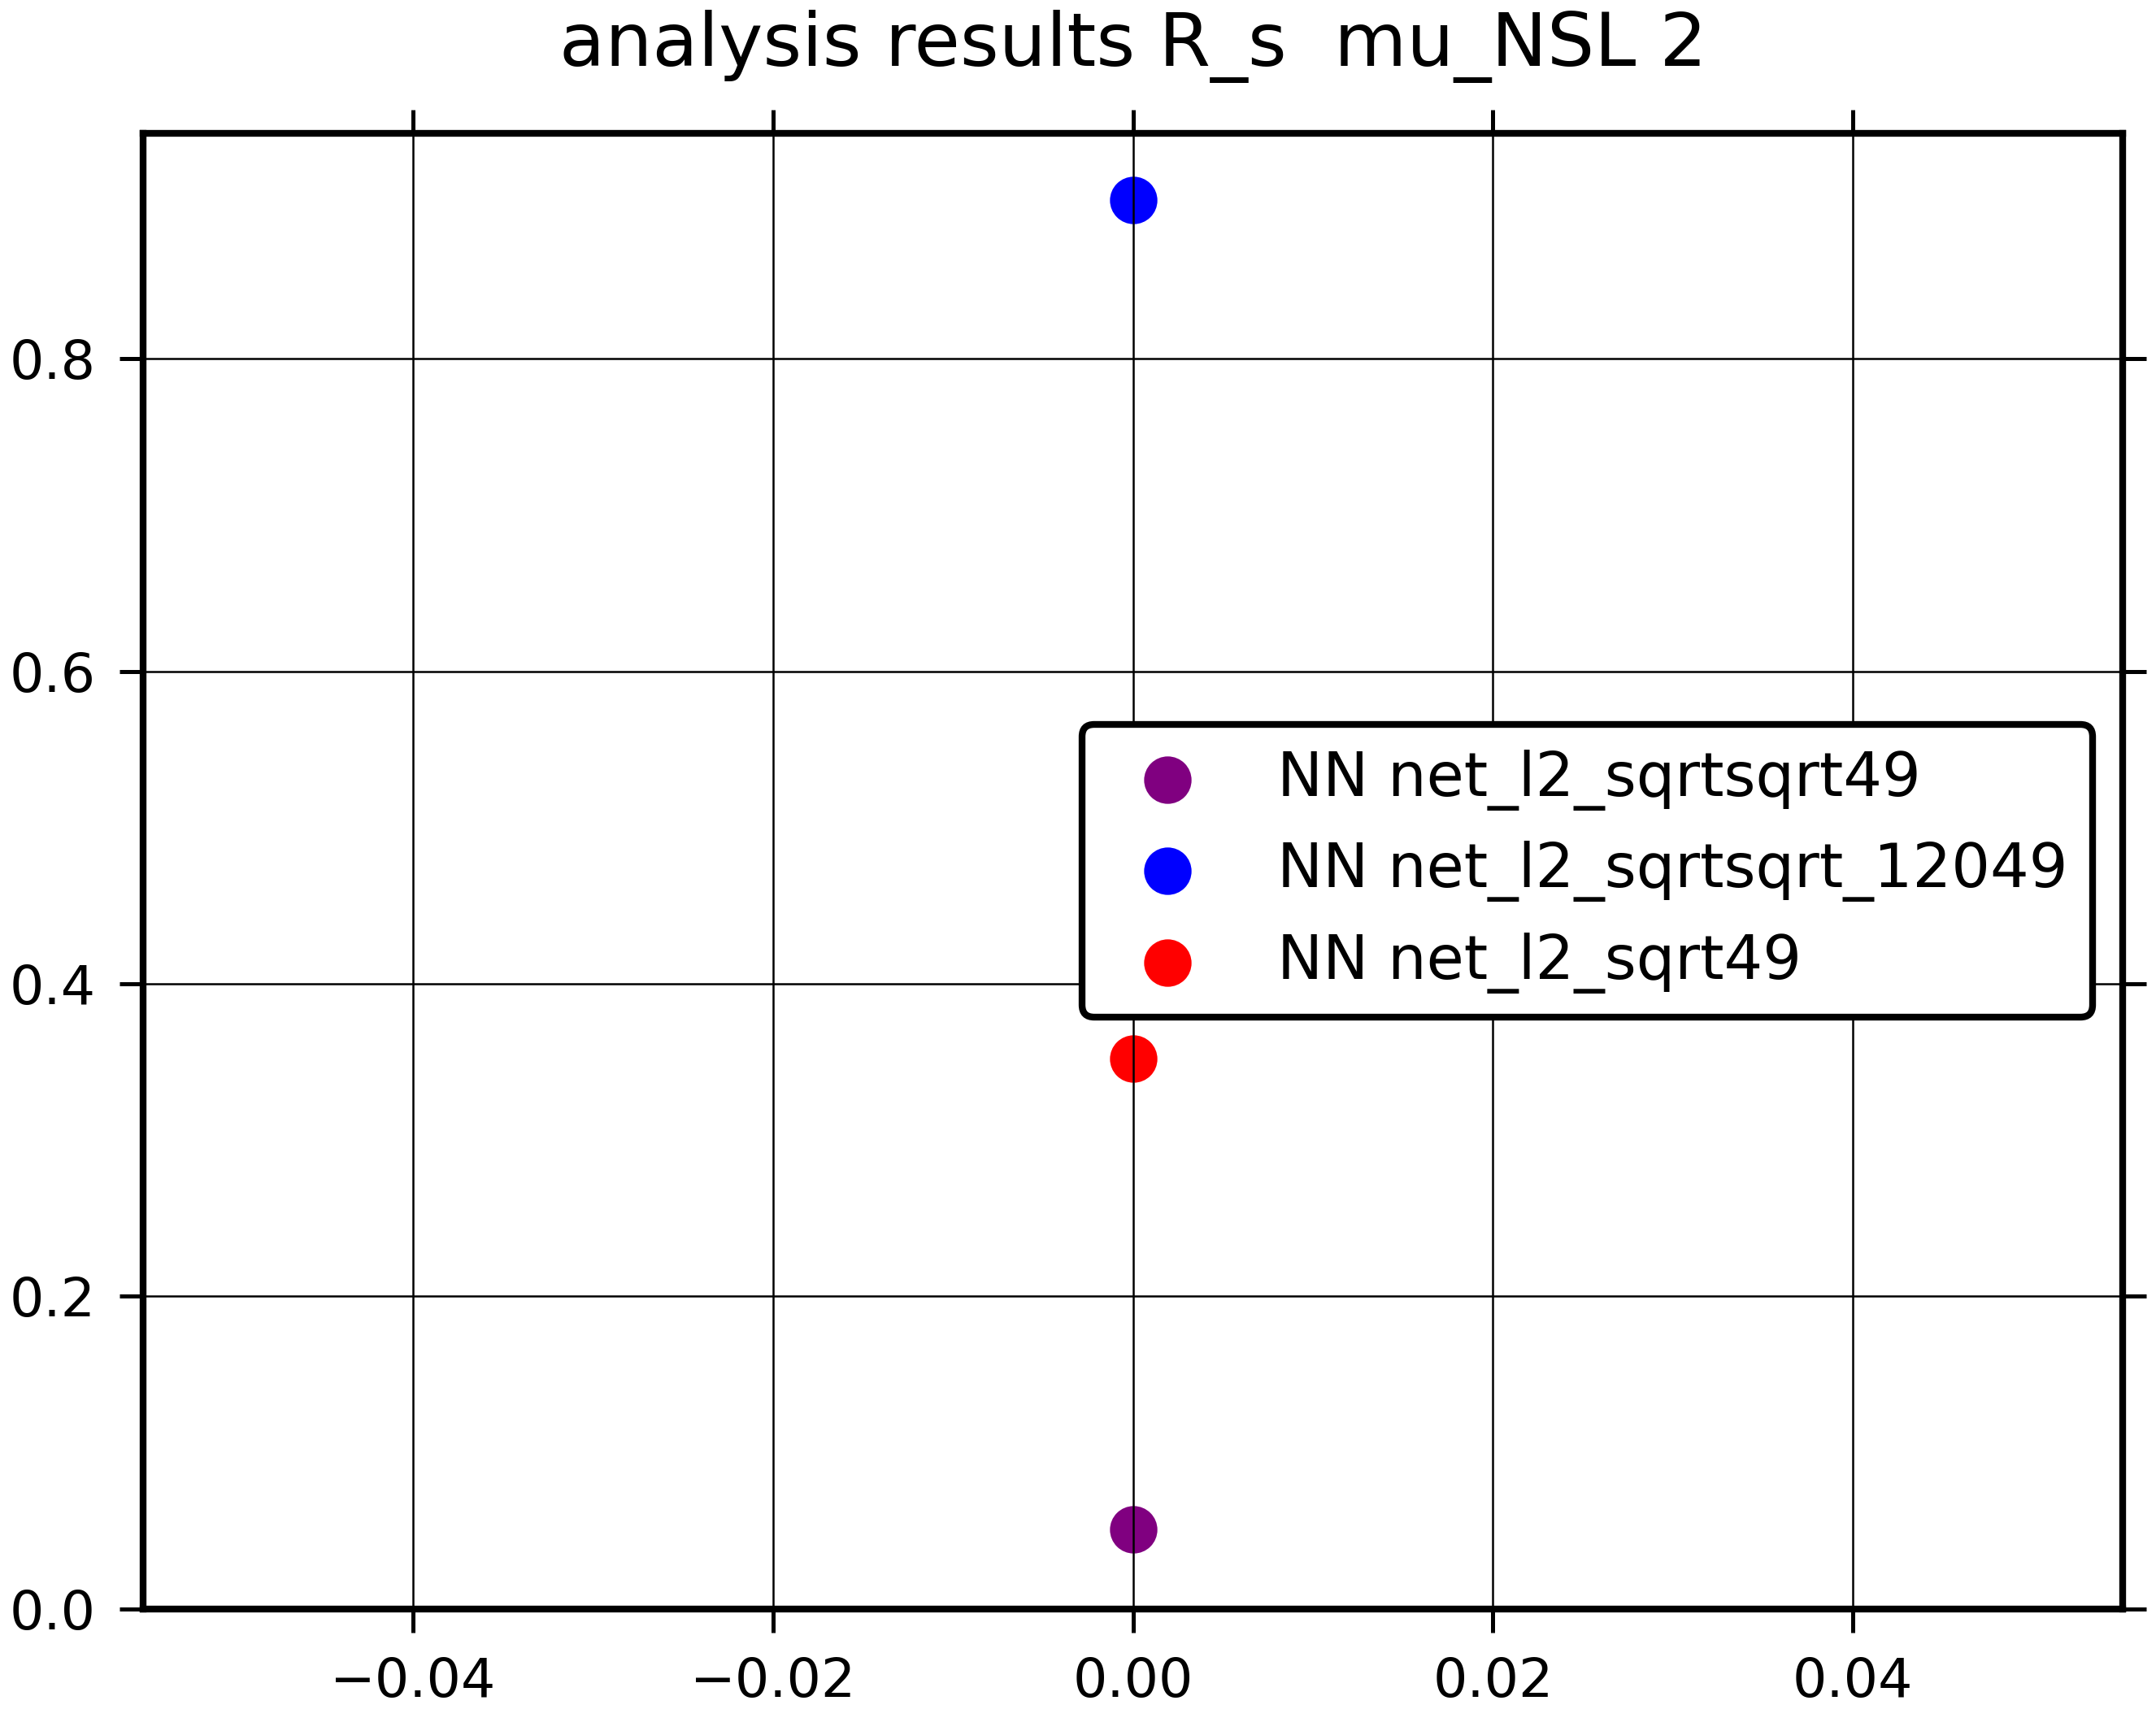 analysis results R_s  mu_NSL 2
0.8
0.6
0.4
0.2
0.0
NN net_l2_sqrtsqrt49
NN net_l2_sqrtsqrt_12049
NN net_l2_sqrt49
−0.04
−0.02
0.00
0.02
0.04